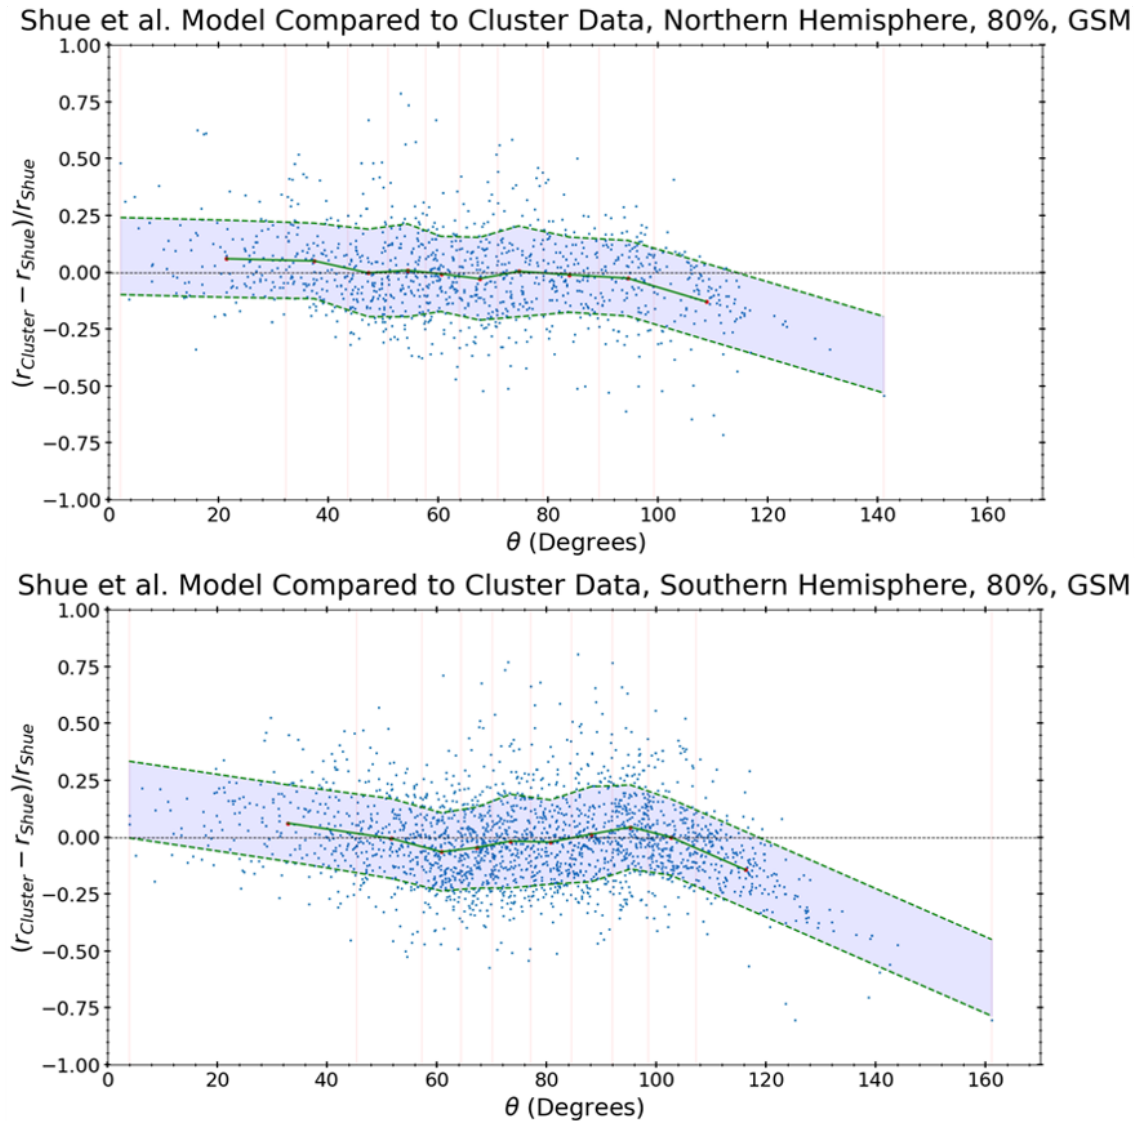 Shue et al. Model Compared to Cluster Data, Northern Hemisphere, 80%, GSM
1.00
0.75
0.50
0.25
0.00
−0.25
−0.50
−0.75
−1.00
(r_Cluster − r_Shue)/r_Shue
0 20 40 60 80 100 120 140 160
θ (Degrees)
Shue et al. Model Compared to Cluster Data, Southern Hemisphere, 80%, GSM
1.00
0.75
0.50
0.25
0.00
−0.25
−0.50
−0.75
−1.00
(r_Cluster − r_Shue)/r_Shue
0 20 40 60 80 100 120 140 160
θ (Degrees)